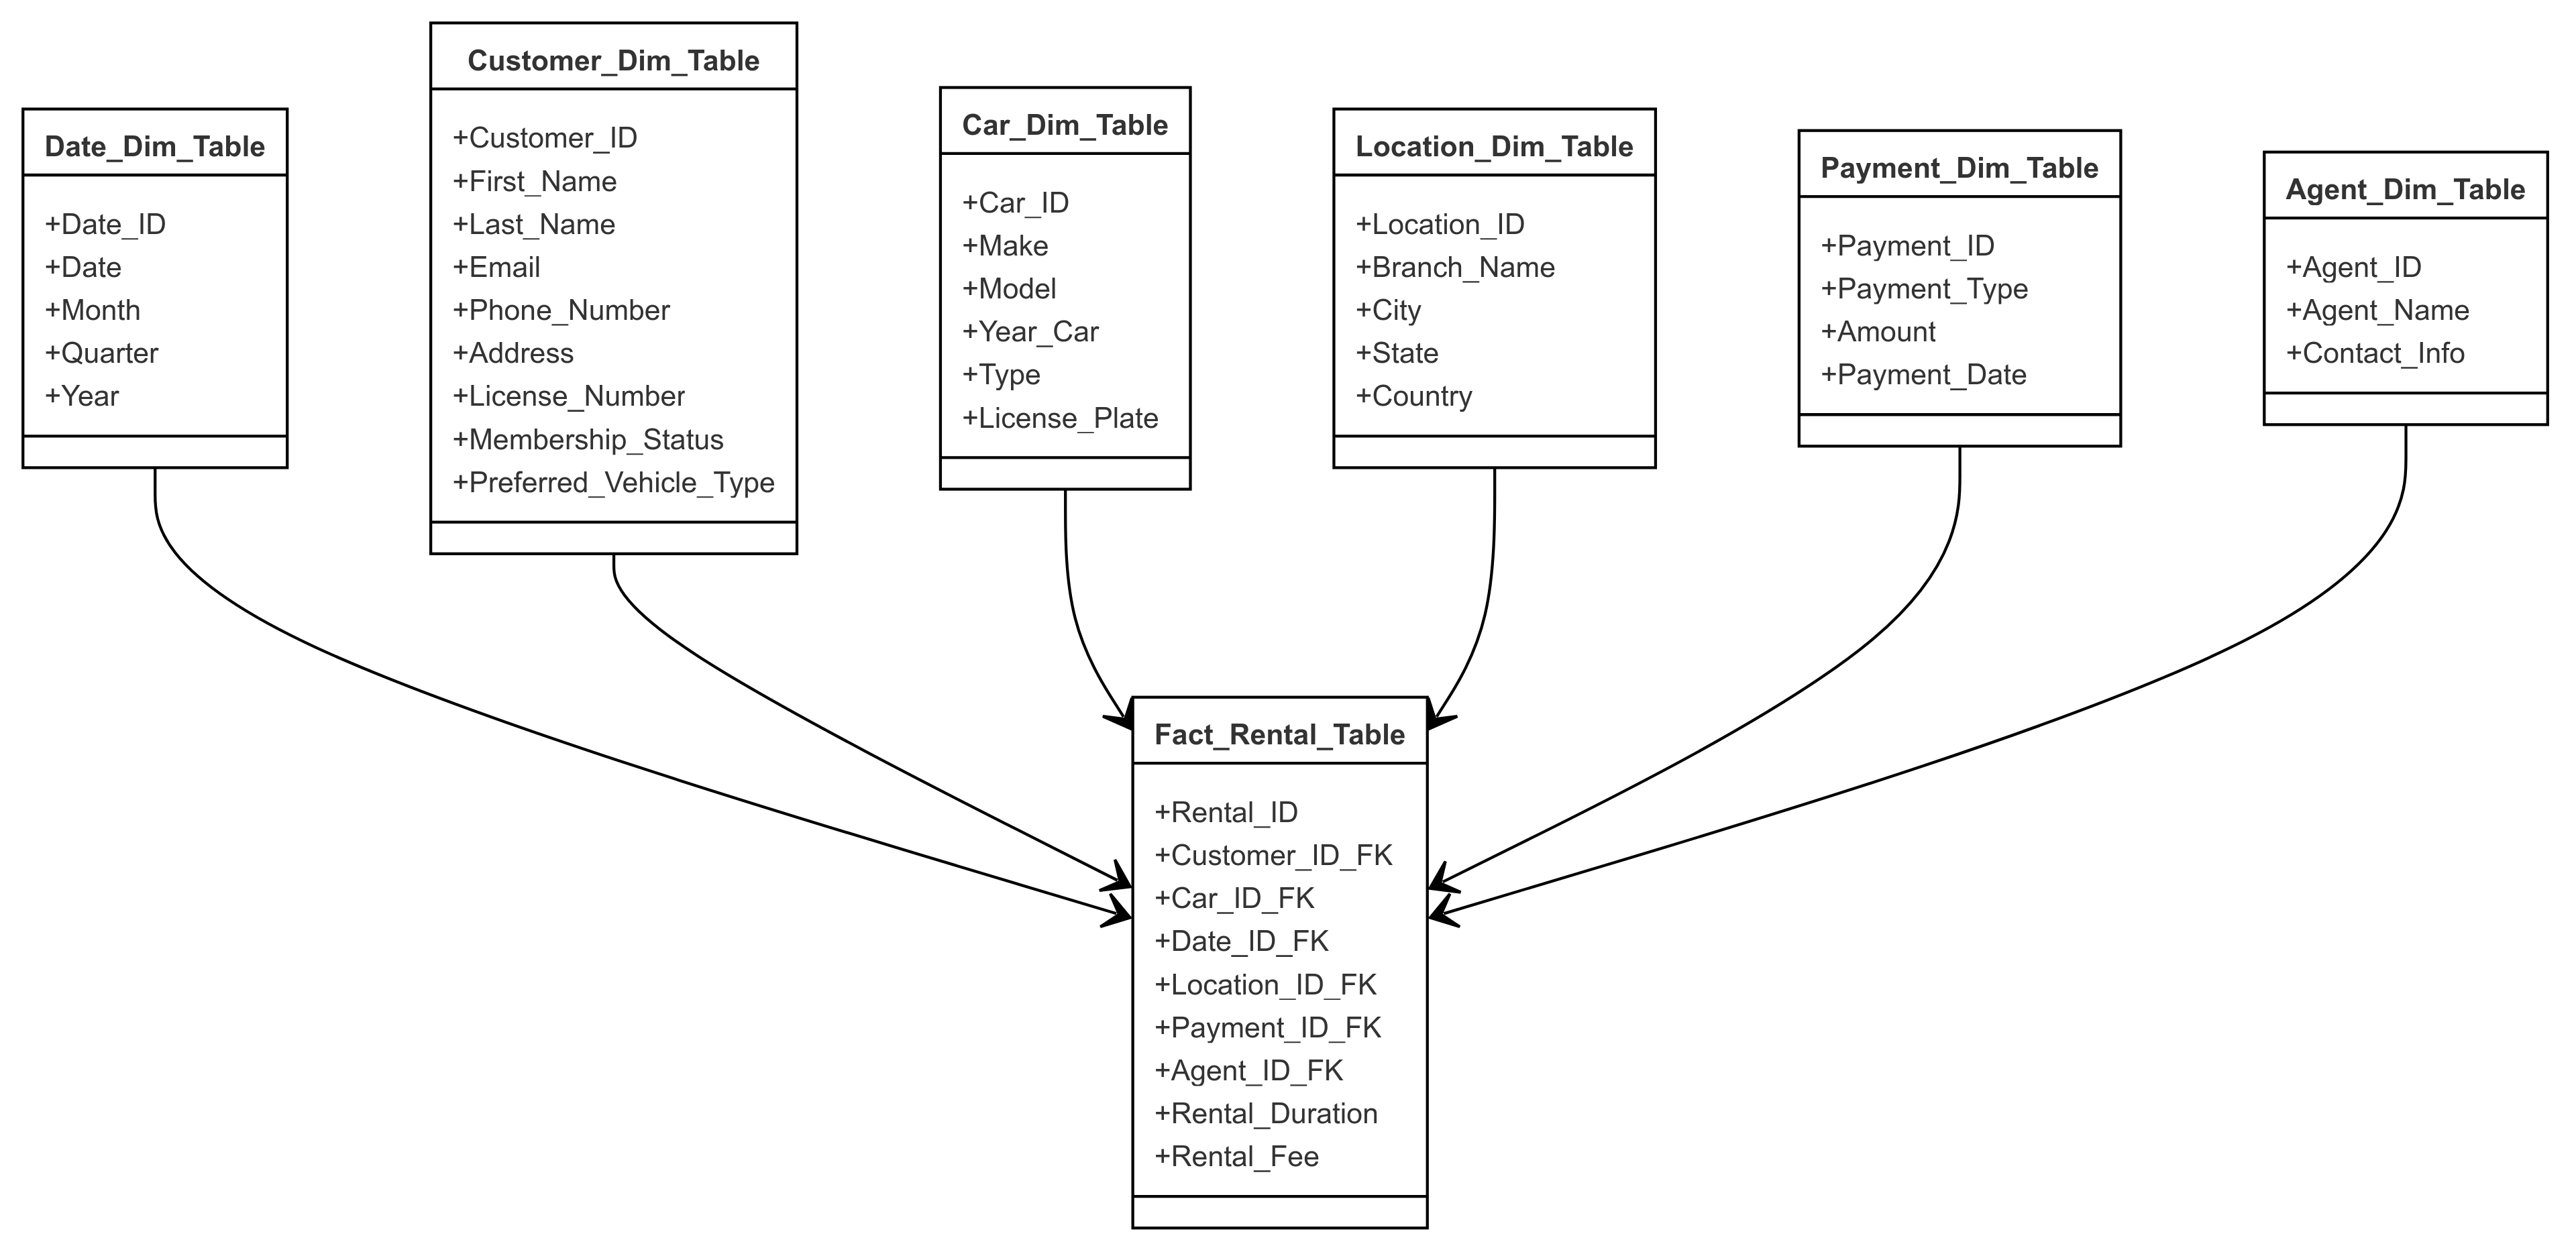 Date_Dim_Table
+Date_ID
+Date
+Month
+Quarter
+Year
Customer_Dim_Table
+Customer_ID
+First_Name
+Last_Name
+Email
+Phone_Number
+Address
+License_Number
+Membership_Status
+Preferred_Vehicle_Type
Car_Dim_Table
+Car_ID
+Make
+Model
+Year_Car
+Type
+License_Plate
Location_Dim_Table
+Location_ID
+Branch_Name
+City
+State
+Country
Payment_Dim_Table
+Payment_ID
+Payment_Type
+Amount
+Payment_Date
Agent_Dim_Table
+Agent_ID
+Agent_Name
+Contact_Info
Fact_Rental_Table
+Rental_ID
+Customer_ID_FK
+Car_ID_FK
+Date_ID_FK
+Location_ID_FK
+Payment_ID_FK
+Agent_ID_FK
+Rental_Duration
+Rental_Fee